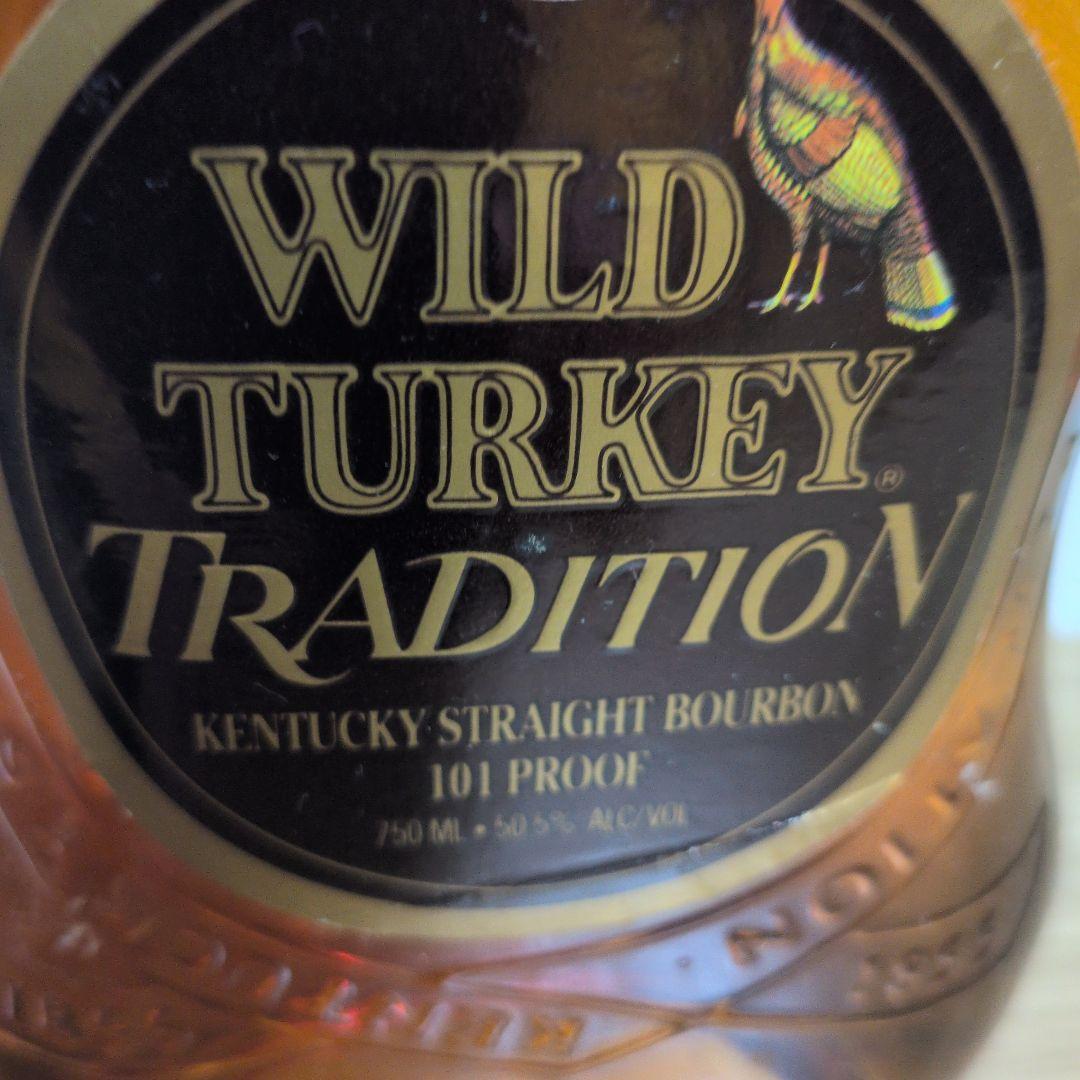 WILD
TURKEY®
TRADITION
KENTUCKY STRAIGHT BOURBON
101 PROOF
750 ML • 50.5% ALC/VOL